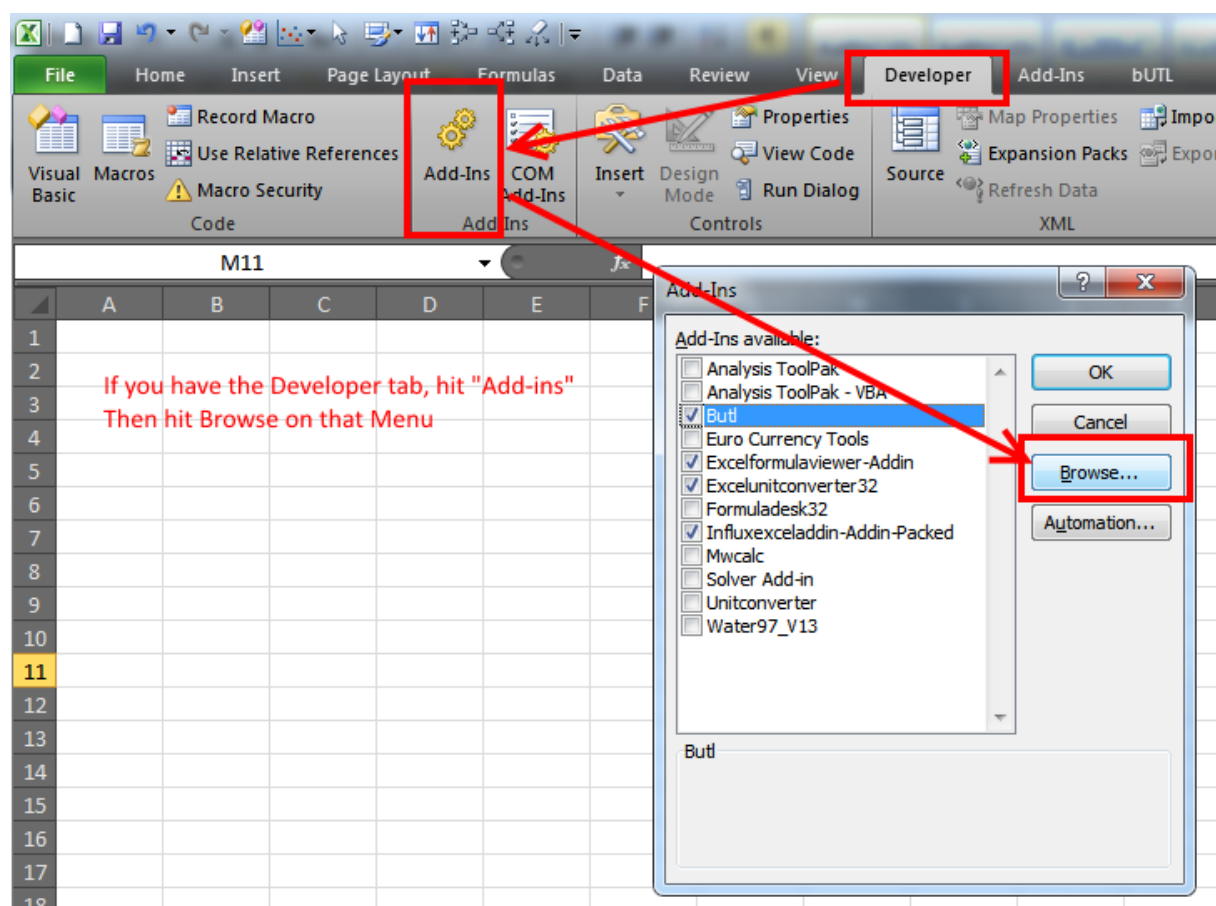 File Home Insert Page Layout Formulas Data Review View Developer Add-Ins bUTL
Record Macro
Use Relative References
Macro Security
Visual Basic
Macros
Code
Add-Ins
COM Add-Ins
Add-Ins
Insert
Design Mode
Properties
View Code
Run Dialog
Controls
Source
Map Properties
Expansion Packs
Refresh Data
Impo
Expor
XML
M11
fx
A B C D E F
1
2
3
4
5
6
7
8
9
10
11
12
13
14
15
16
17
18
If you have the Developer tab, hit "Add-ins"
Then hit Browse on that Menu
Add-Ins
?
X
Add-Ins available:
Analysis ToolPak
Analysis ToolPak - VBA
Butl
Euro Currency Tools
Excelformulaviewer-Addin
Excelunitconverter32
Formuladesk32
Influxexceladdin-Addin-Packed
Mwcalc
Solver Add-in
Unitconverter
Water97_V13
OK
Cancel
Browse...
Automation...
Butl